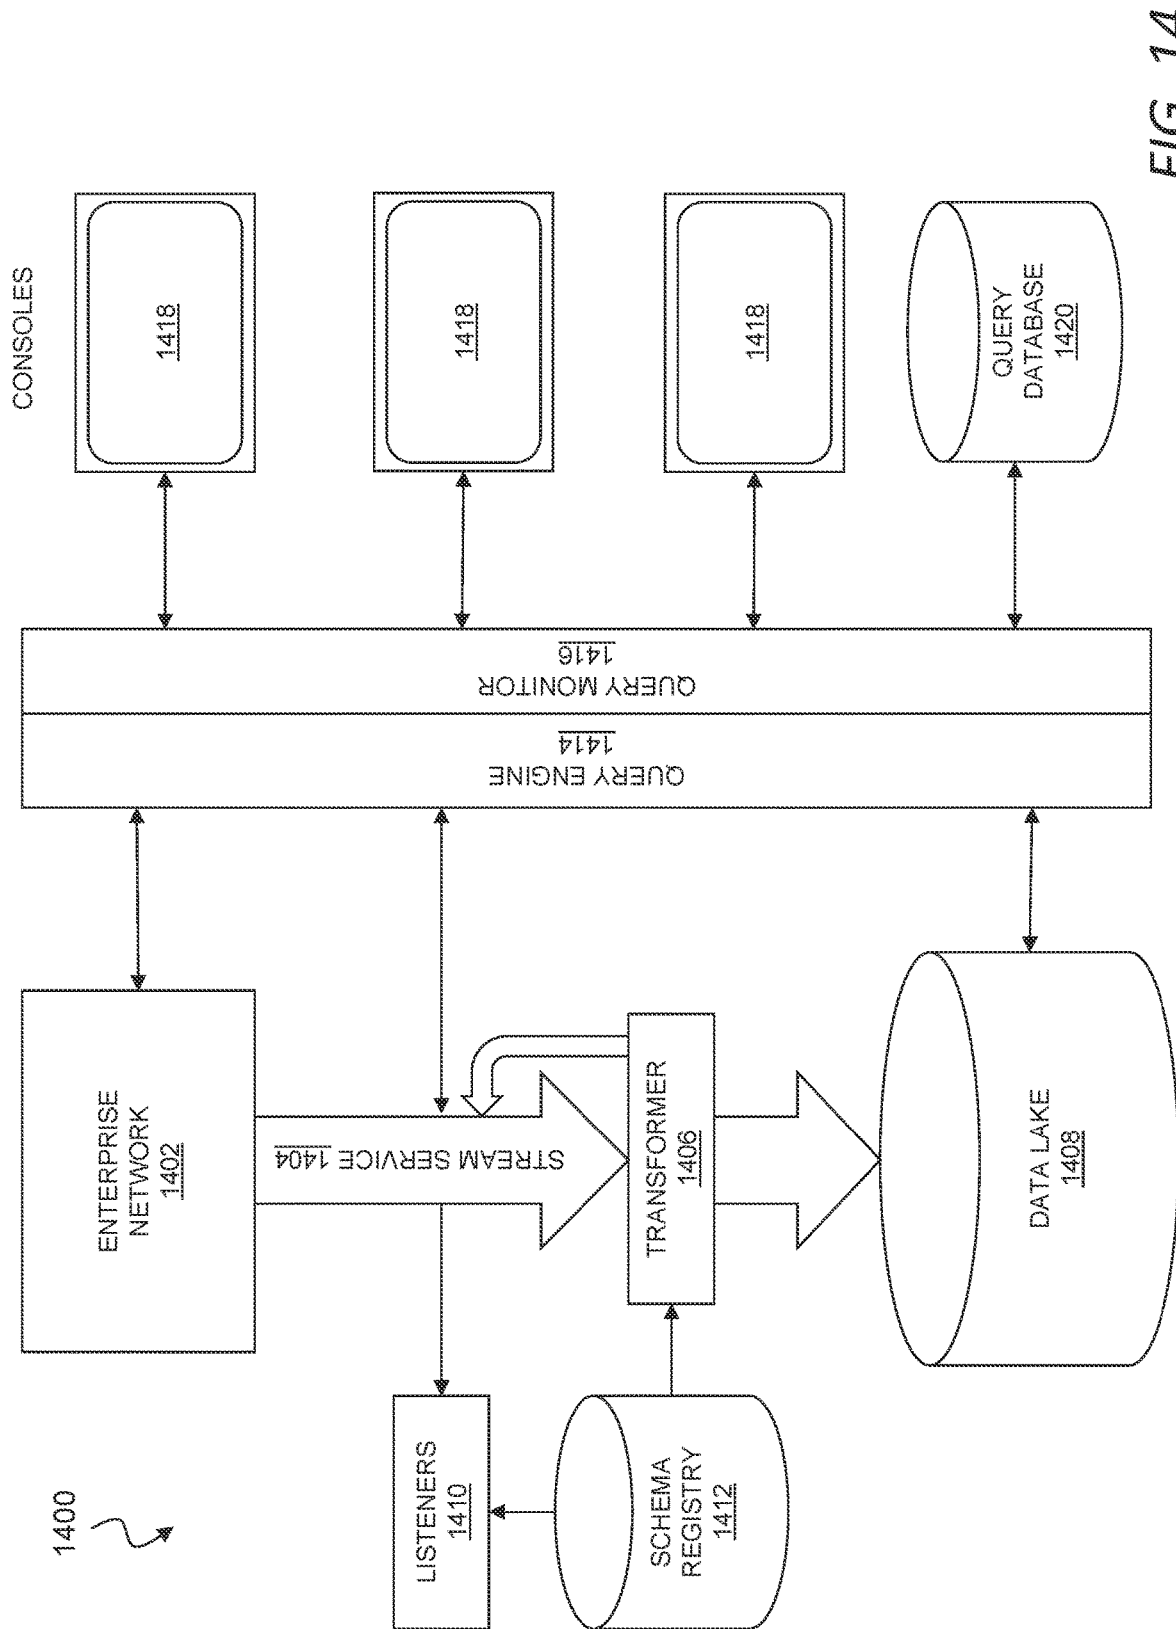 1400
LISTENERS
1410
SCHEMA
REGISTRY
1412
ENTERPRISE
NETWORK
1402
STREAM SERVICE 1404
TRANSFORMER
1406
DATA LAKE
1408
QUERY ENGINE
1414
QUERY MONITOR
1416
CONSOLES
1418
1418
1418
QUERY
DATABASE
1420
FIG. 14